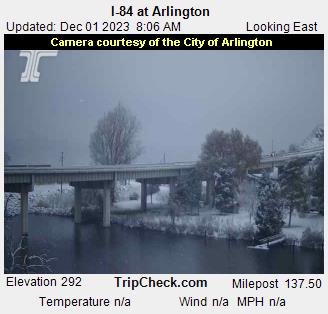 I-84 at Arlington
Updated: Dec 01 2023 8:06 AM Looking East
Camera courtesy of the City of Arlington
Elevation 292 TripCheck.com Milepost 137.50
Temperature n/a Wind n/a MPH n/a